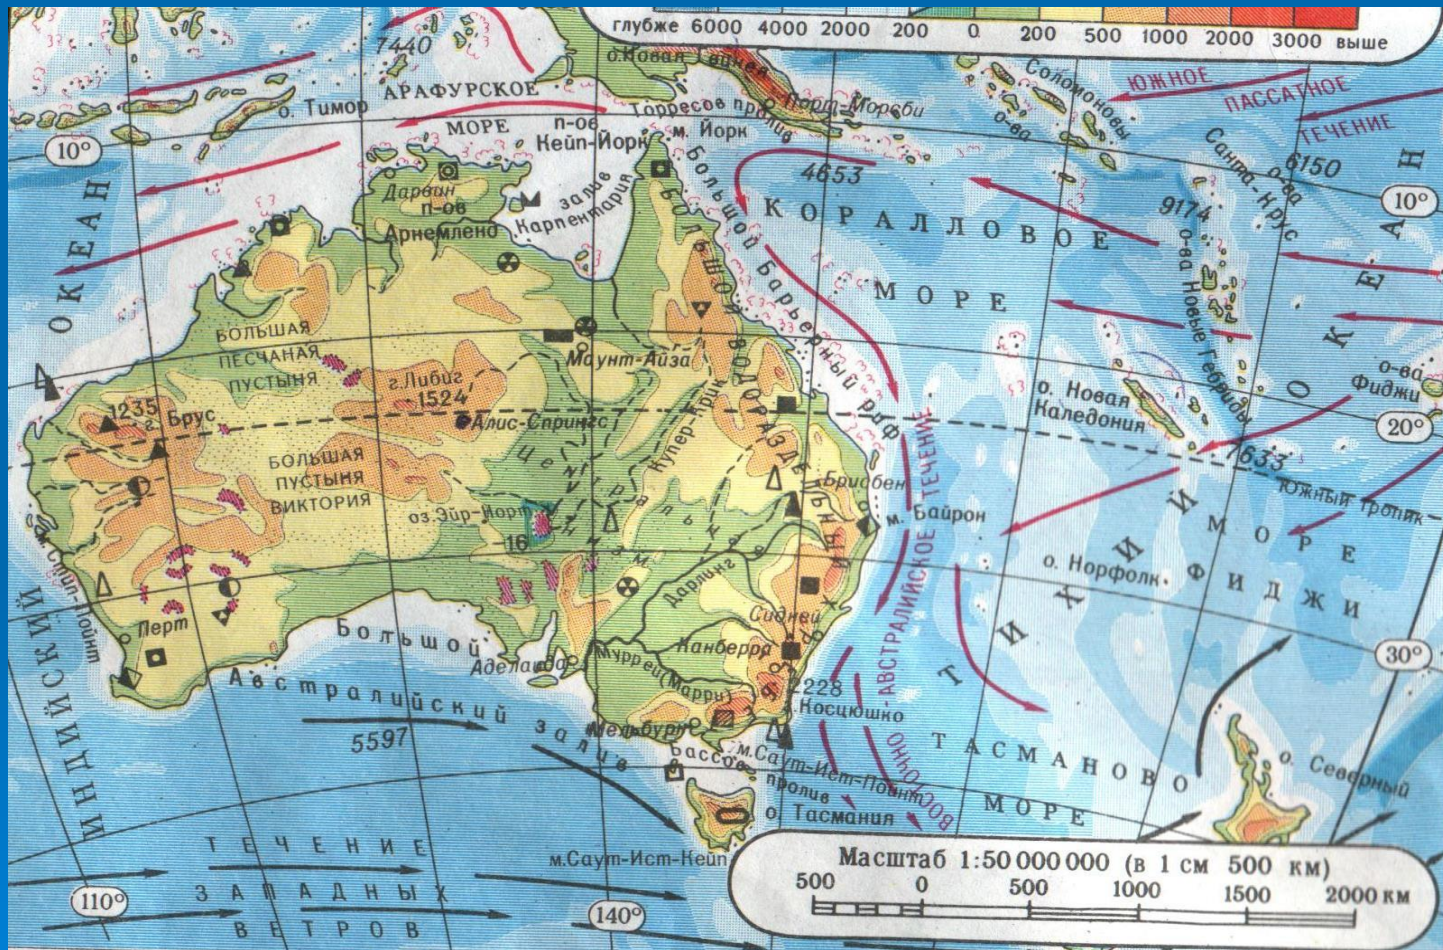 глубже 6000 4000 2000 200 0 200 500 1000 2000 3000 выше
7440
о.Новая Гвинея
Соломоновы
о-ва
ЮЖНОЕ
ПАССАТНОЕ
ТЕЧЕНИЕ
АРАФУРСКОЕ
МОРЕ
о. Тимор
Торресов пролив
Порт-Морсби
м. Йорк
п-ов
Кейп-Йорк
10°
Дарвин
п-ов
Арнемленд
залив
Карпентария
4653
КОРАЛЛОВОЕ
МОРЕ
Большой Барьерный риф
Санта-Крус
о-ва
6150
9174
о-ва Новые Гебриды
10°
ОКЕАН
ОКЕАН
БОЛЬШАЯ
ПЕСЧАНАЯ
ПУСТЫНЯ
Маунт-Айза
г.Либиг
1524
Алис-Спрингс
1235
г. Брус
БОЛЬШОЙ ВОДОРАЗДЕЛЬНЫЙ
Купер-Крик
о. Новая
Каледония
о-ва
Фиджи
20°
7633
Южный тропик
БОЛЬШАЯ
ПУСТЫНЯ
ВИКТОРИЯ
Центральная
низм.
оз.Эйр-Норт
16
Брисбен
м. Байрон
ВОСТОЧНО-АВСТРАЛИЙСКОЕ ТЕЧЕНИЕ
МОРЕ
ФИДЖИ
о. Норфолк
ТИХИЙ
30°
м. Стип-Пойнт
Перт
Большой
Австралийский залив
Аделаида
Дарлинг
Сидней
Канберра
Муррей(Марри)
2228
г.Косцюшко
Мельбурн
5597
Бассов
пролив
м.Саут-Ист-Пойнт
о. Тасмания
м.Саут-Ист-Кейп
ТАСМАНОВО
МОРЕ
о. Северный
ИНДИЙСКИЙ
ТЕЧЕНИЕ
ЗАПАДНЫХ
ВЕТРОВ
110°
140°
Масштаб 1:50 000 000 (в 1 см 500 км)
500 0 500 1000 1500 2000 км